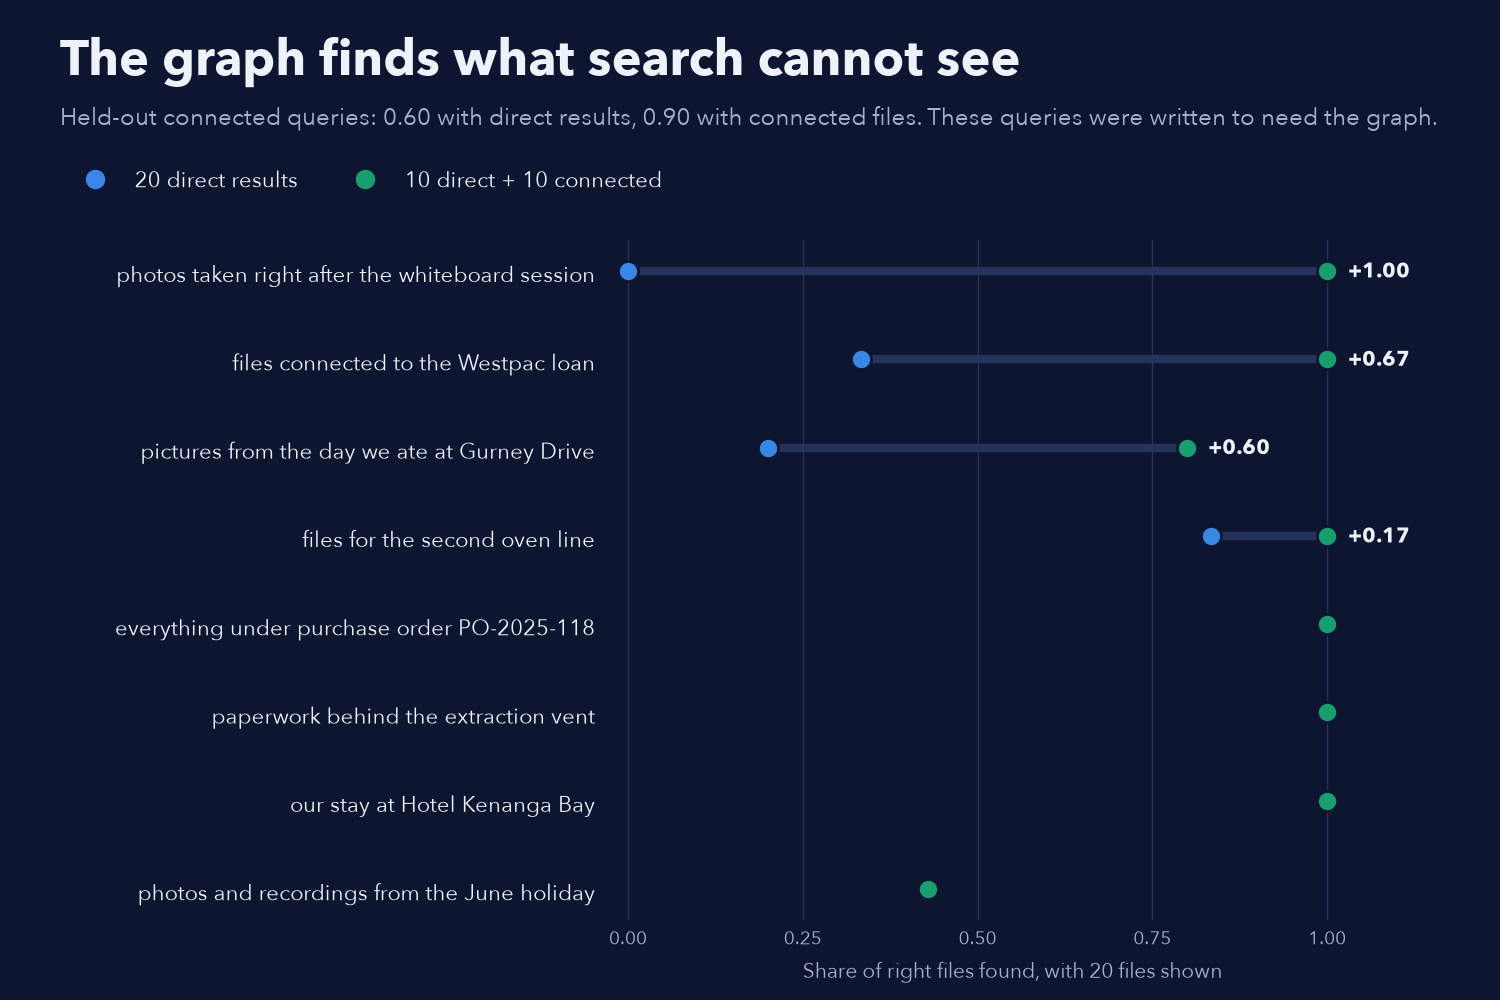 The graph finds what search cannot see
Held-out connected queries: 0.60 with direct results, 0.90 with connected files. These queries were written to need the graph.
20 direct results
10 direct + 10 connected
photos taken right after the whiteboard session
+1.00
files connected to the Westpac loan
+0.67
pictures from the day we ate at Gurney Drive
+0.60
files for the second oven line
+0.17
everything under purchase order PO-2025-118
paperwork behind the extraction vent
our stay at Hotel Kenanga Bay
photos and recordings from the June holiday
0.00 0.25 0.50 0.75 1.00
Share of right files found, with 20 files shown